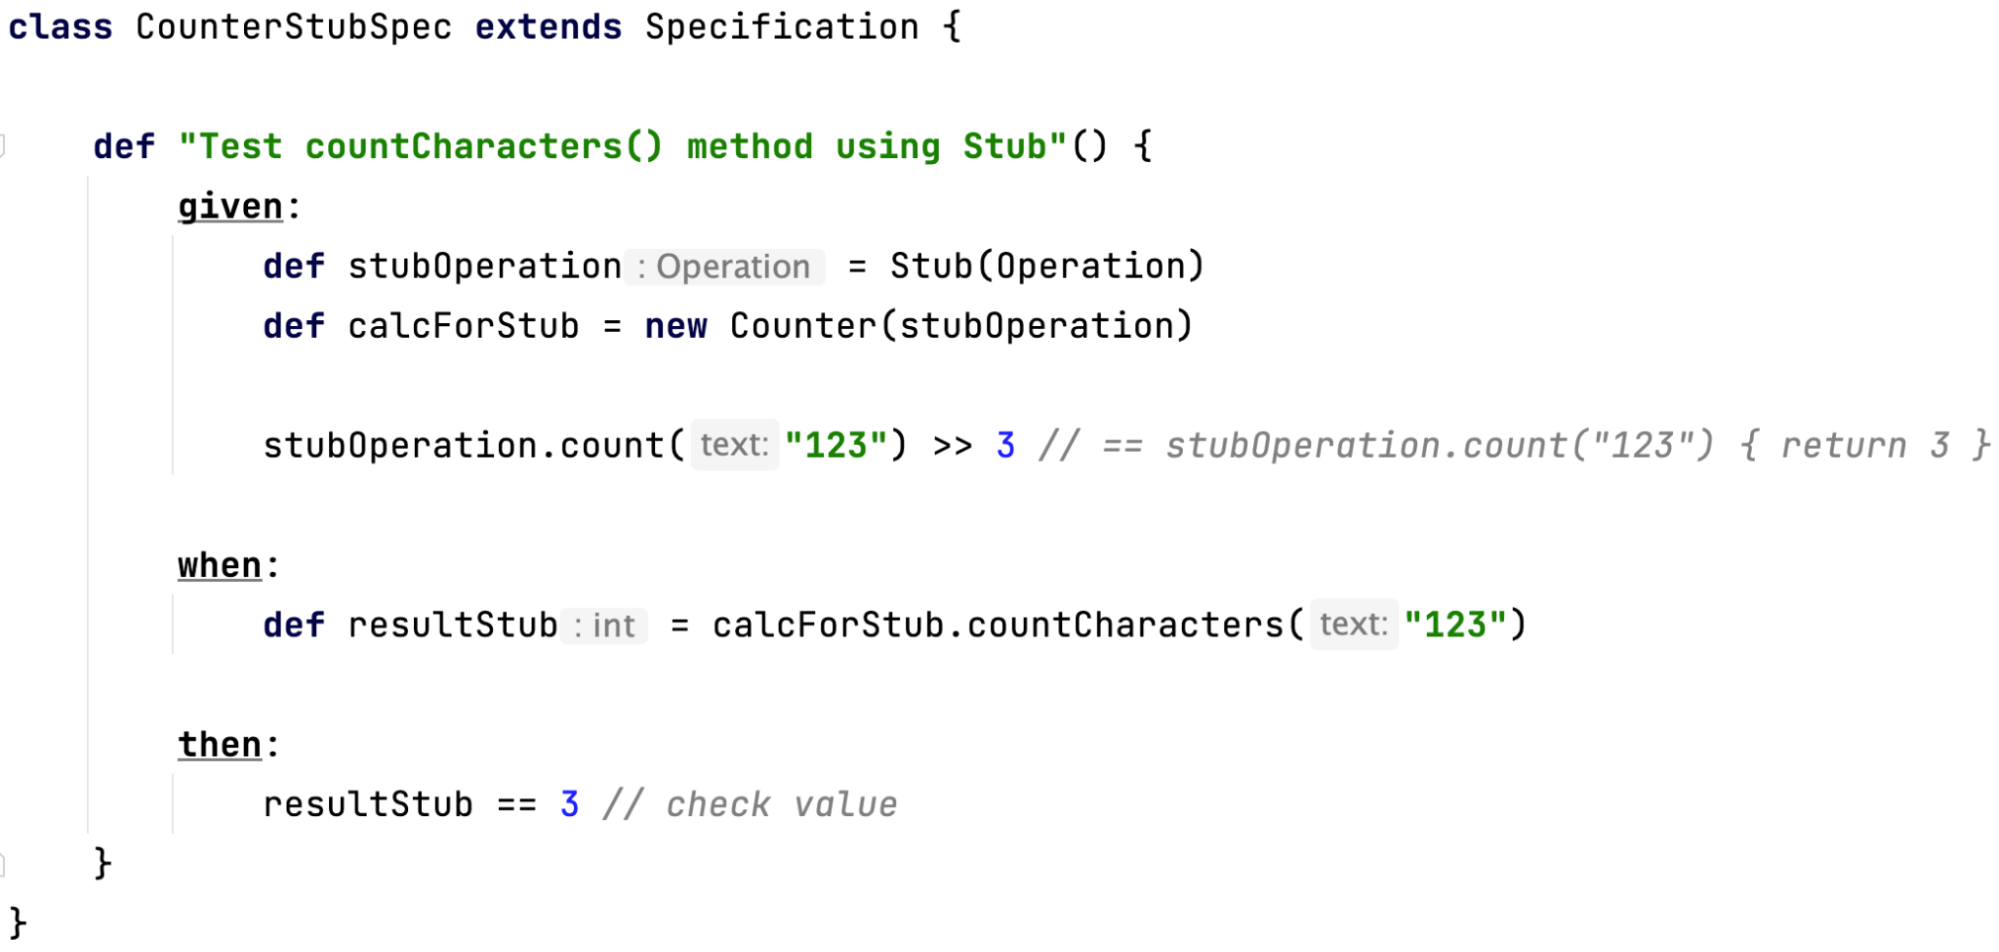 class CounterStubSpec extends Specification {
def "Test countCharacters() method using Stub"() {
given:
def stubOperation : Operation = Stub(Operation)
def calcForStub = new Counter(stubOperation)
stubOperation.count( text: "123") >> 3 // == stubOperation.count("123") { return 3 }
when:
def resultStub : int = calcForStub.countCharacters( text: "123")
then:
resultStub == 3 // check value
}
}